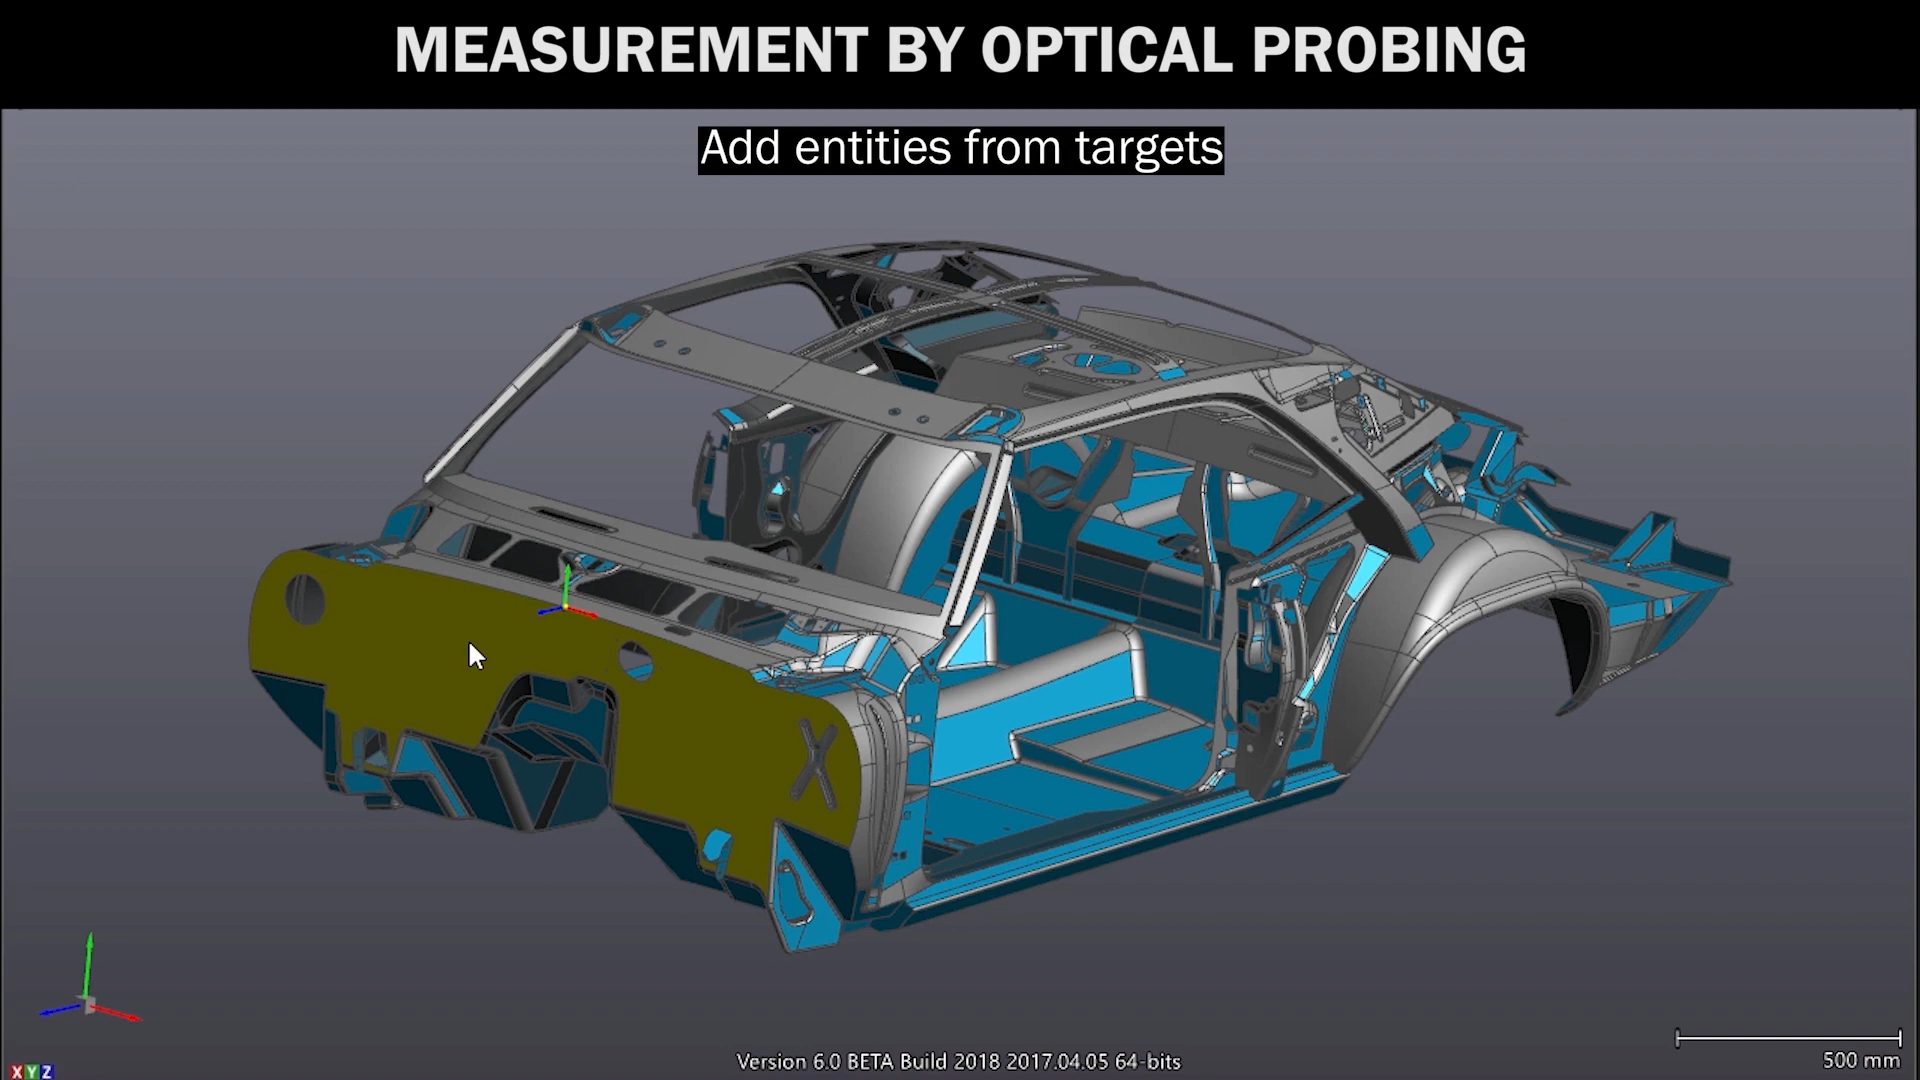 MEASUREMENT BY OPTICAL PROBING
Add entities from targets
Version 6.0 BETA Build 2018 2017.04.05 64-bits
500 mm
XYZ